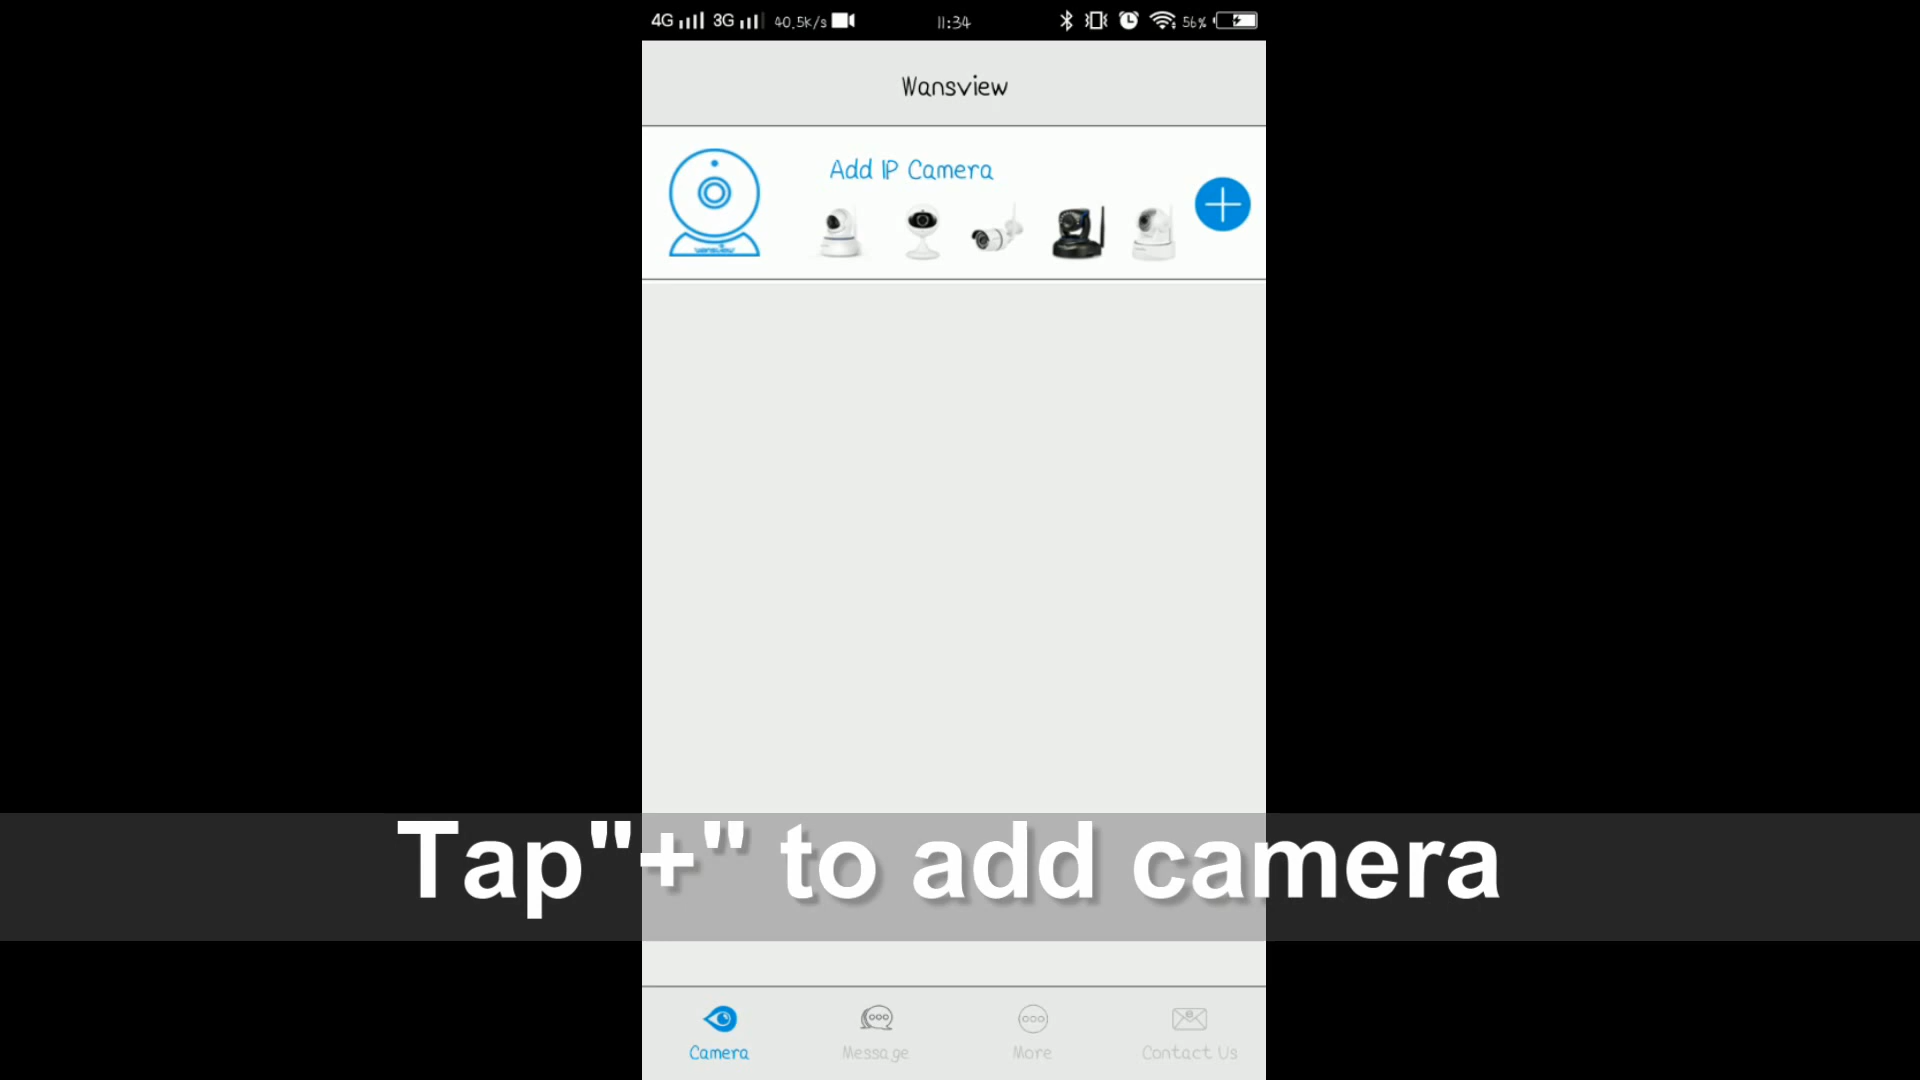 4G 3G 40.5K/s 11:34 56%
Wansview
Add IP Camera
wansview
Tap"+" to add camera
Camera Message More Contact Us